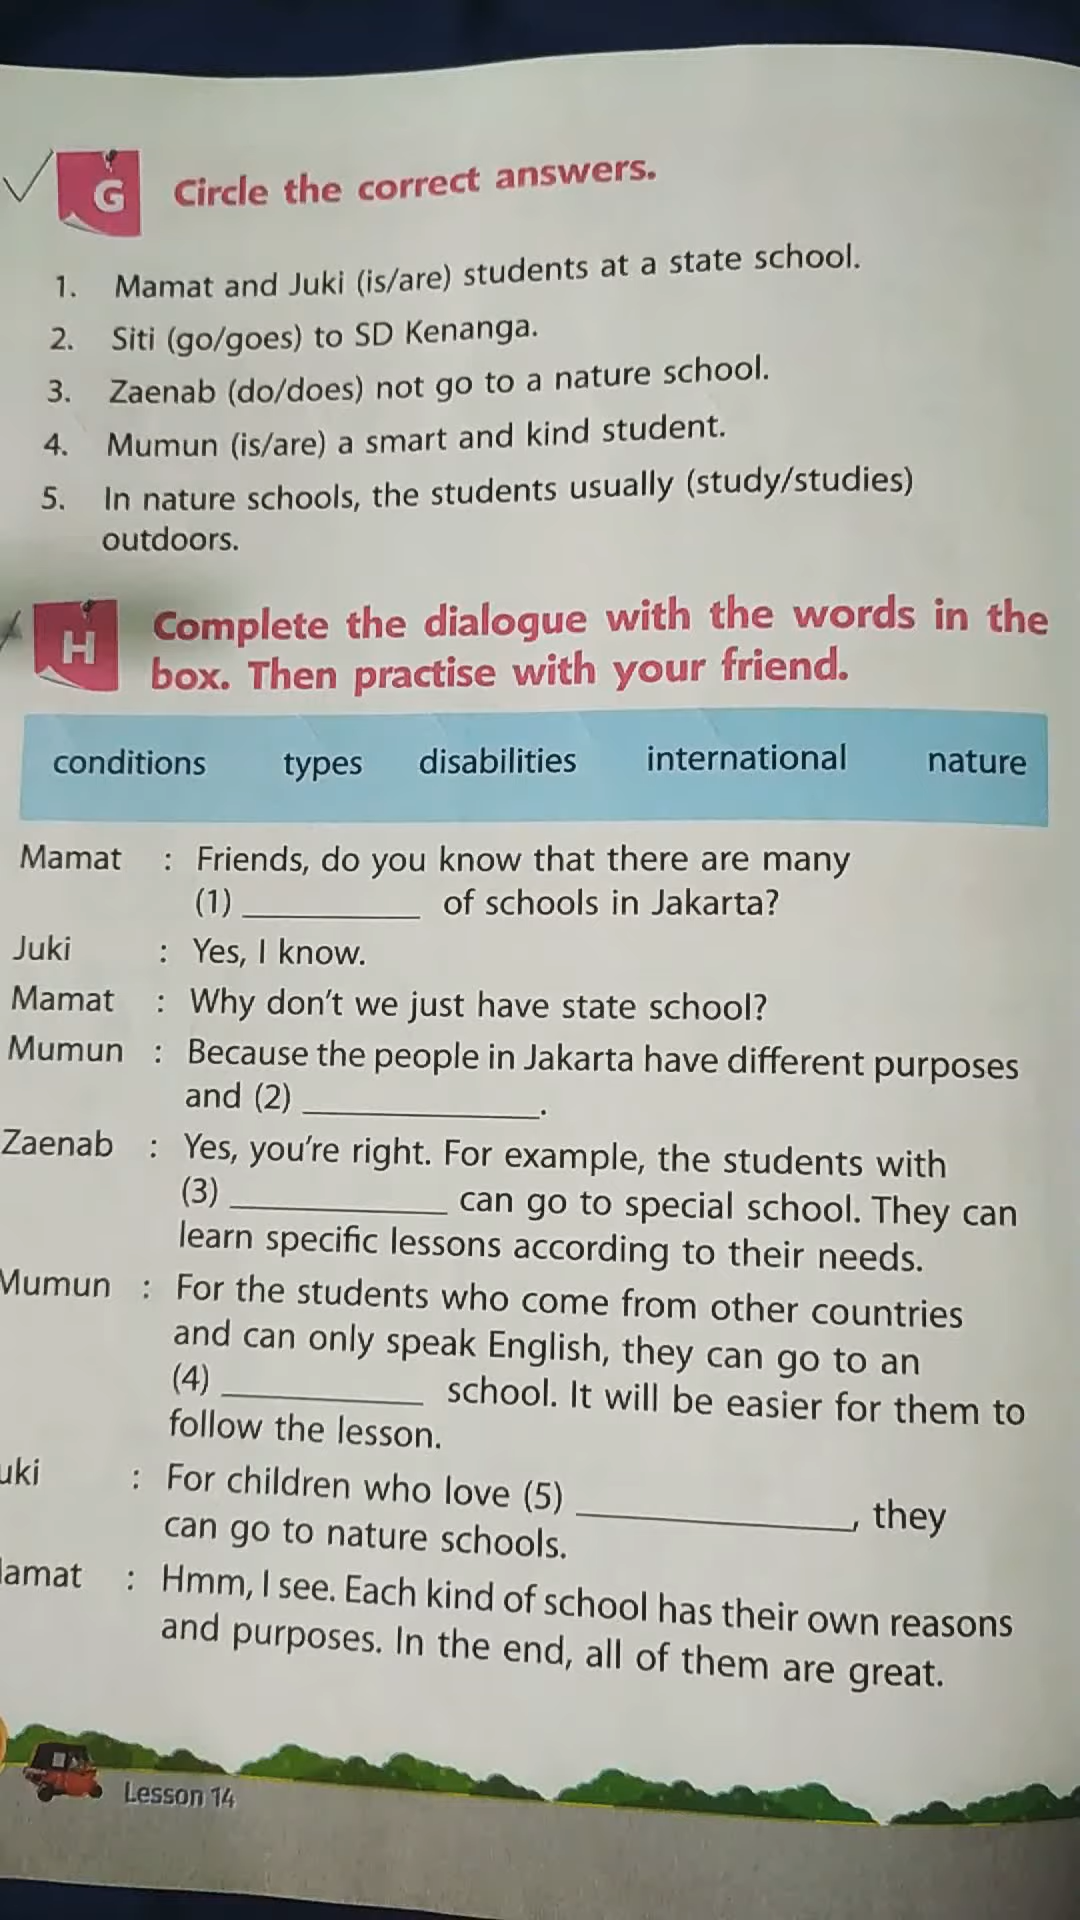 G Circle the correct answers.
1. Mamat and Juki (is/are) students at a state school.
2. Siti (go/goes) to SD Kenanga.
3. Zaenab (do/does) not go to a nature school.
4. Mumun (is/are) a smart and kind student.
5. In nature schools, the students usually (study/studies)
outdoors.
H Complete the dialogue with the words in the
box. Then practise with your friend.
conditions types disabilities international nature
Mamat : Friends, do you know that there are many
(1) __________ of schools in Jakarta?
Juki : Yes, I know.
Mamat : Why don't we just have state school?
Mumun : Because the people in Jakarta have different purposes
and (2) __________.
Zaenab : Yes, you're right. For example, the students with
(3) __________ can go to special school. They can
learn specific lessons according to their needs.
Mumun : For the students who come from other countries
and can only speak English, they can go to an
(4) __________ school. It will be easier for them to
follow the lesson.
uki : For children who love (5) __________, they
can go to nature schools.
amat : Hmm, I see. Each kind of school has their own reasons
and purposes. In the end, all of them are great.
Lesson 14